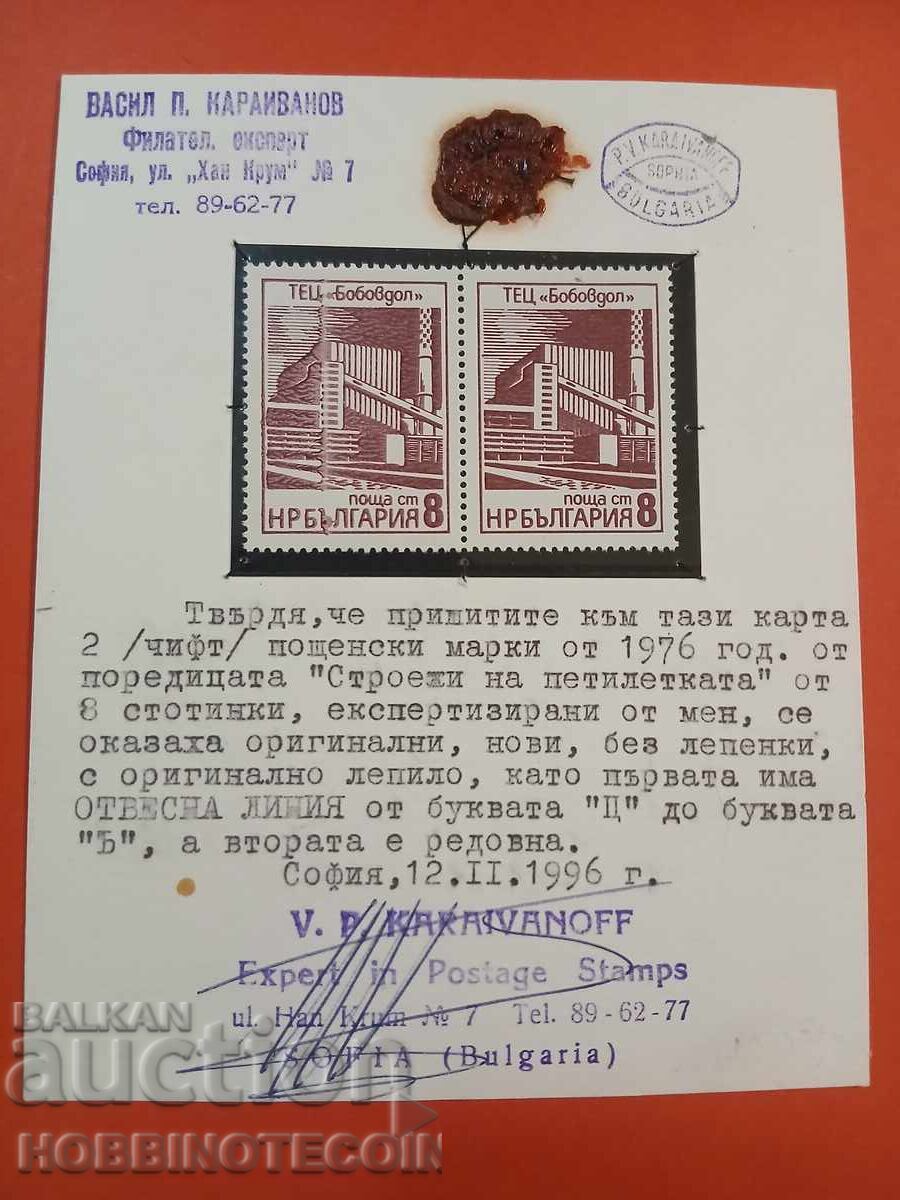 ВАСИЛ П. КАРАИВАНОВ
Филател. експерт
София, ул. „Хан Крум" № 7
тел. 89-62-77
P.V. KARAIVANOFF
SOPHIA
BOLGARIA
ТЕЦ «Бобовдол»
поща ст
НРБЪЛГАРИЯ 8
ТЕЦ «Бобовдол»
поща ст
НРБЪЛГАРИЯ 8
Твърдя,че пришитите към тази карта
2 /чифт/ пощенски марки от 1976 год. от
поредицата "Строежи на петилетката" от
8 стотинки, експертизирани от мен, се
оказаха оригинални, нови, без лепенки,
с оригинално лепило, като първата има
ОТВЕСНА ЛИНИЯ от буквата "Ц" до буквата
"Ъ", а втората е редовна.
София,12.II.1996 г.
V. P. KARAIVANOFF
Expert in Postage Stamps
ul. Han Krum № 7 Tel. 89-62-77
SOFIA (Bulgaria)
BALKAN
auction
HOBBINOTECOIN